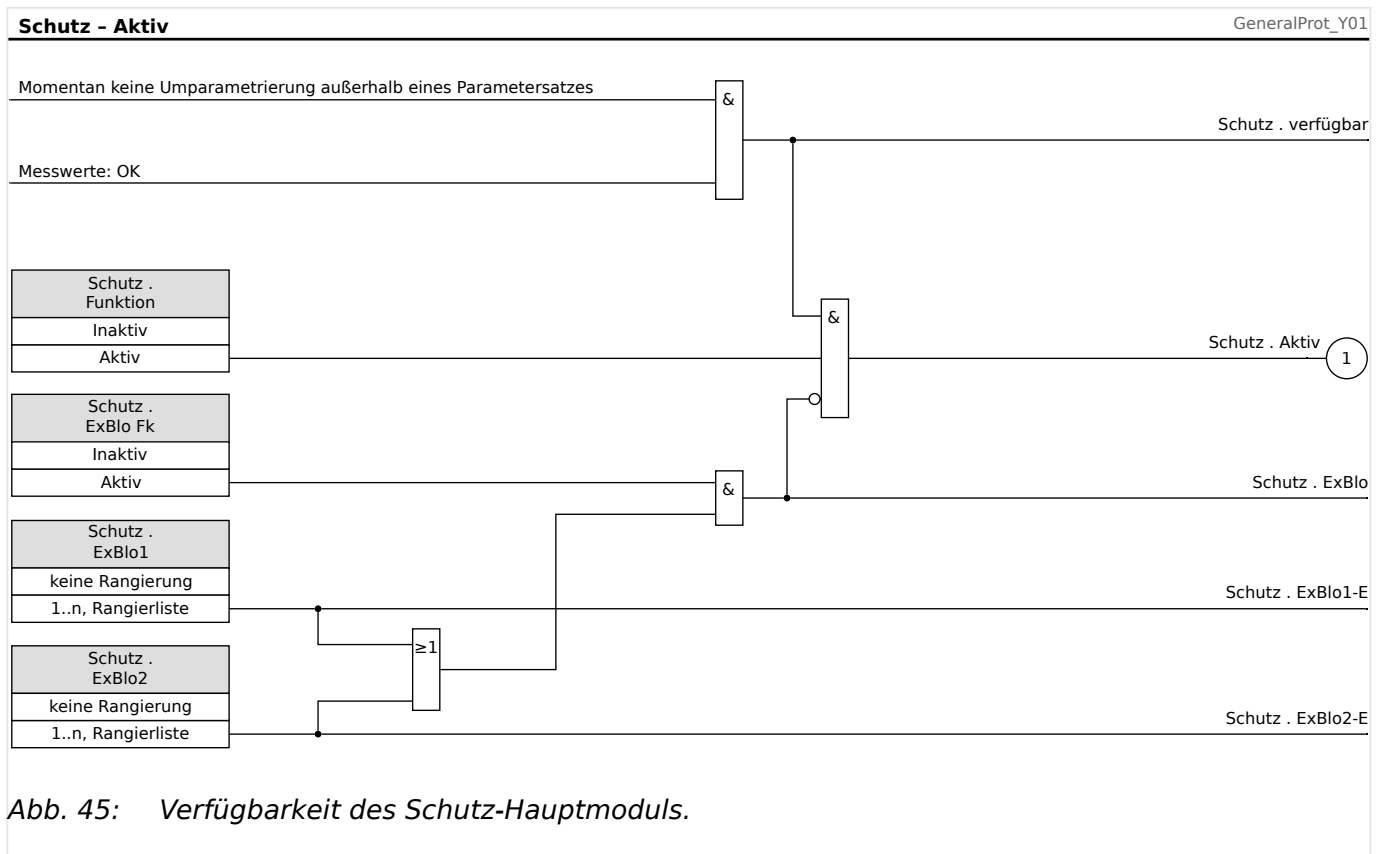 Schutz – Aktiv
GeneralProt_Y01
Momentan keine Umparametrierung außerhalb eines Parametersatzes
&
Schutz . verfügbar
Messwerte: OK
Schutz .
Funktion
Inaktiv
Aktiv
&
Schutz . Aktiv
1
Schutz .
ExBlo Fk
Inaktiv
Aktiv
&
Schutz . ExBlo
Schutz .
ExBlo1
keine Rangierung
1..n, Rangierliste
Schutz . ExBlo1-E
≥1
Schutz .
ExBlo2
keine Rangierung
1..n, Rangierliste
Schutz . ExBlo2-E
Abb. 45: Verfügbarkeit des Schutz-Hauptmoduls.